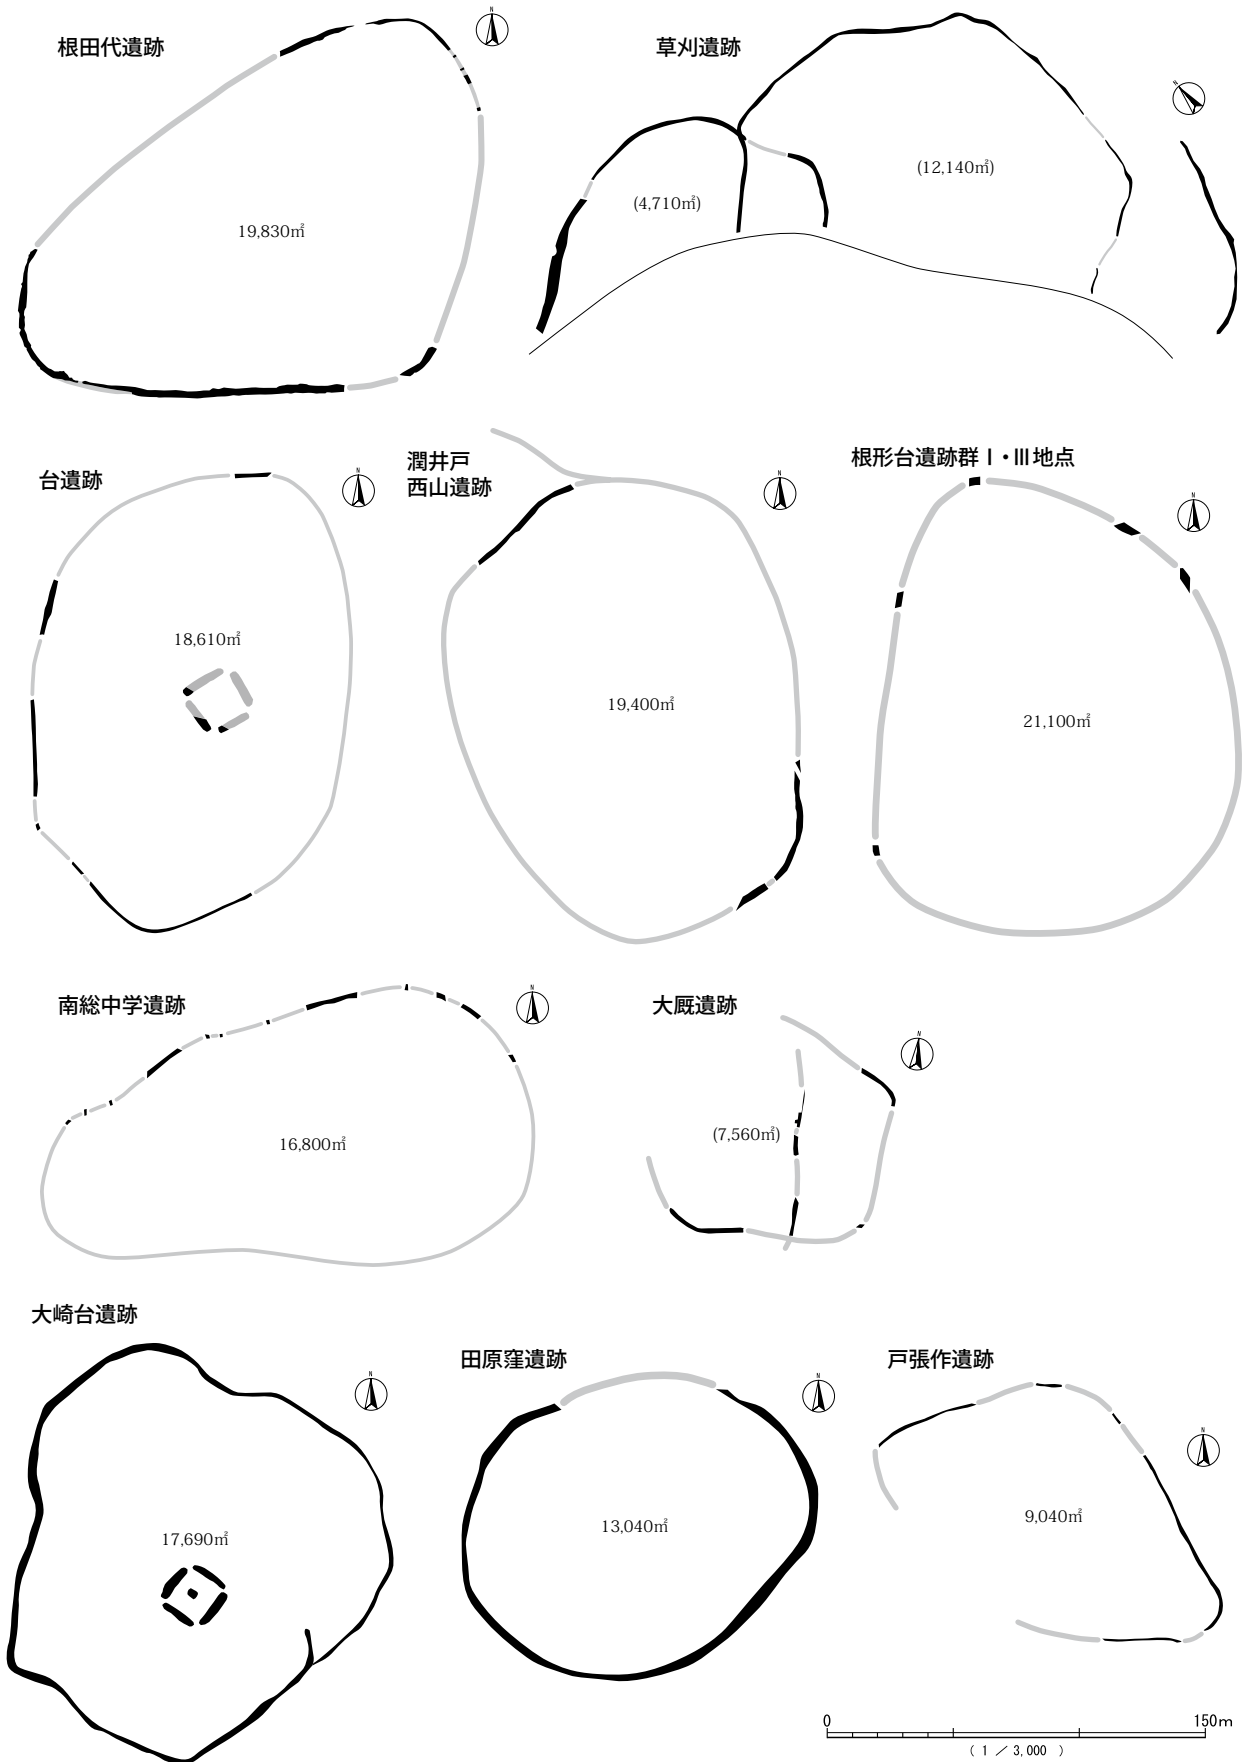 根田代遺跡
N
19,830㎡
草刈遺跡
N
(12,140㎡)
(4,710㎡)
台遺跡
N
18,610㎡
潤井戸
西山遺跡
N
19,400㎡
根形台遺跡群Ⅰ・Ⅲ地点
N
21,100㎡
南総中学遺跡
N
16,800㎡
大厩遺跡
N
(7,560㎡)
大崎台遺跡
N
17,690㎡
田原窪遺跡
N
13,040㎡
戸張作遺跡
N
9,040㎡
0 150m
( 1 / 3,000 )